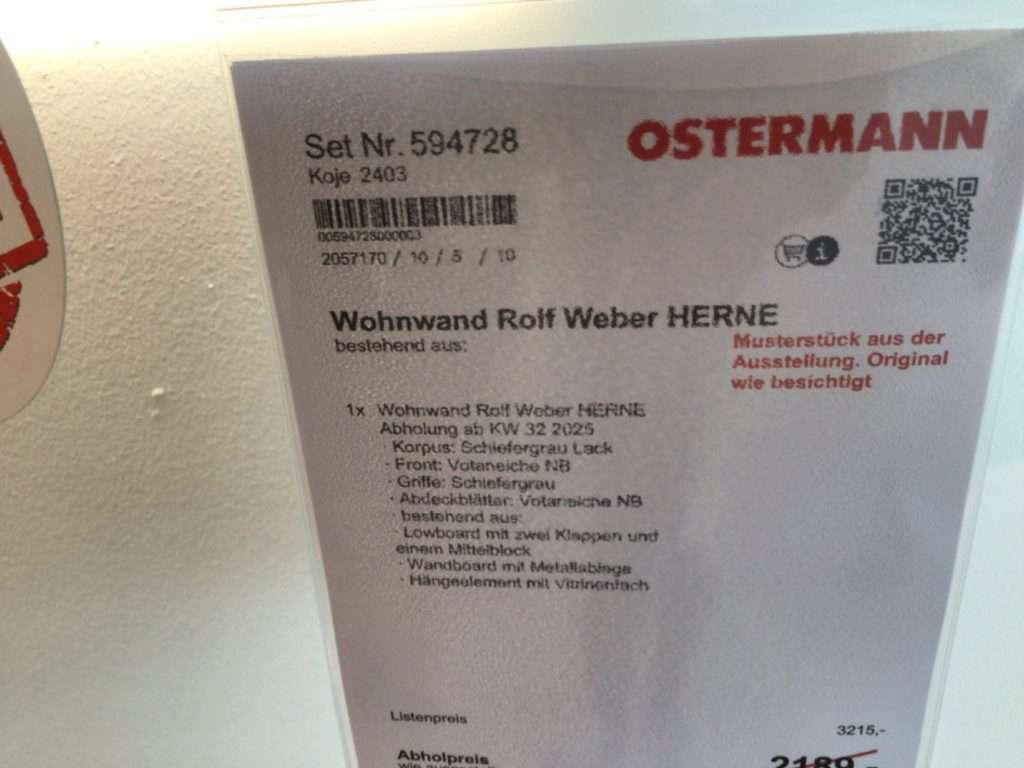 OSTERMANN
Set Nr. 594728
Koje 2403
0059472800003
2057170 / 10 / 5 / 10
Wohnwand Rolf Weber HERNE
bestehend aus:
Musterstück aus der
Ausstellung. Original
wie besichtigt
1x Wohnwand Rolf Weber HERNE
Abholung ab KW 32 2025
· Korpus: Schiefergrau Lack
· Front: Votaneiche NB
· Griffe: Schiefergrau
· Abdeckblätter: Votaneiche NB
· bestehend aus:
· Lowboard mit zwei Klappen und
einem Mittelblock
· Wandboard mit Metallablage
· Hängeelement mit Vitrinenfach
Listenpreis 3215,-
Abholpreis 2189,-